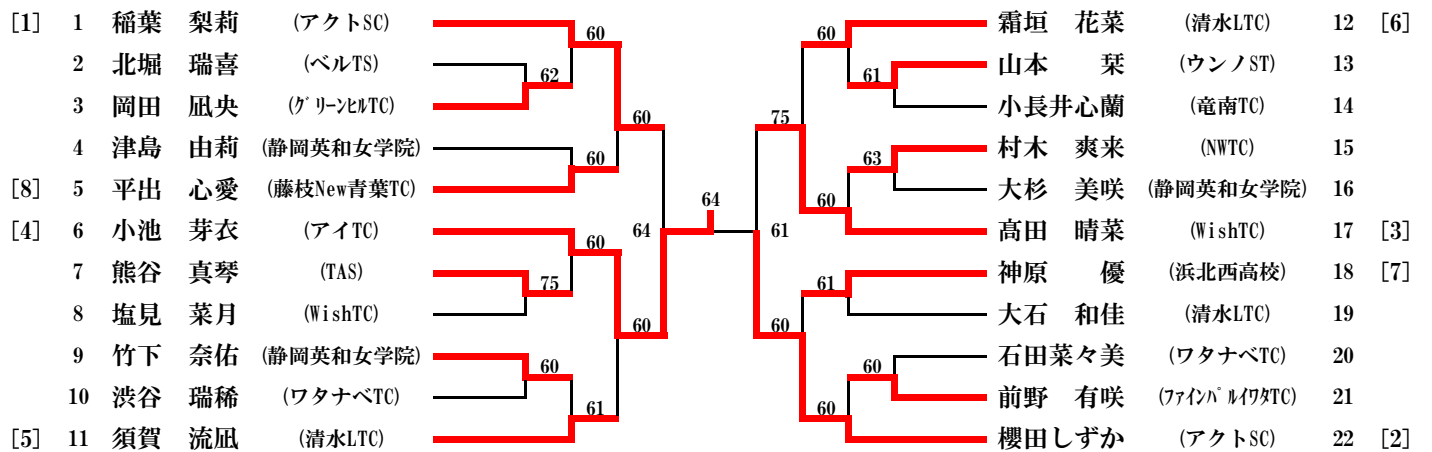 [1] 1 稲葉 梨莉 (アクトSC)
2 北堀 瑞喜 (ベルTS)
3 岡田 凪央 (グリーンヒルTC)
4 津島 由莉 (静岡英和女学院)
[8] 5 平出 心愛 (藤枝New青葉TC)
[4] 6 小池 芽衣 (アイTC)
7 熊谷 真琴 (TAS)
8 塩見 菜月 (WishTC)
9 竹下 奈佑 (静岡英和女学院)
10 渋谷 瑞稀 (ワタナベTC)
[5] 11 須賀 流凪 (清水LTC)
60
62
60
60
60
75
60
61
60
64
64
61
60
61
75
63
60
61
60
60
60
霜垣 花菜 (清水LTC) 12 [6]
山本 栞 (ウンノST) 13
小長井心蘭 (竜南TC) 14
村木 爽来 (NWTC) 15
大杉 美咲 (静岡英和女学院) 16
髙田 晴菜 (WishTC) 17 [3]
神原 優 (浜北西高校) 18 [7]
大石 和佳 (清水LTC) 19
石田菜々美 (ワタナベTC) 20
前野 有咲 (ファインパルイワタTC) 21
櫻田しずか (アクトSC) 22 [2]